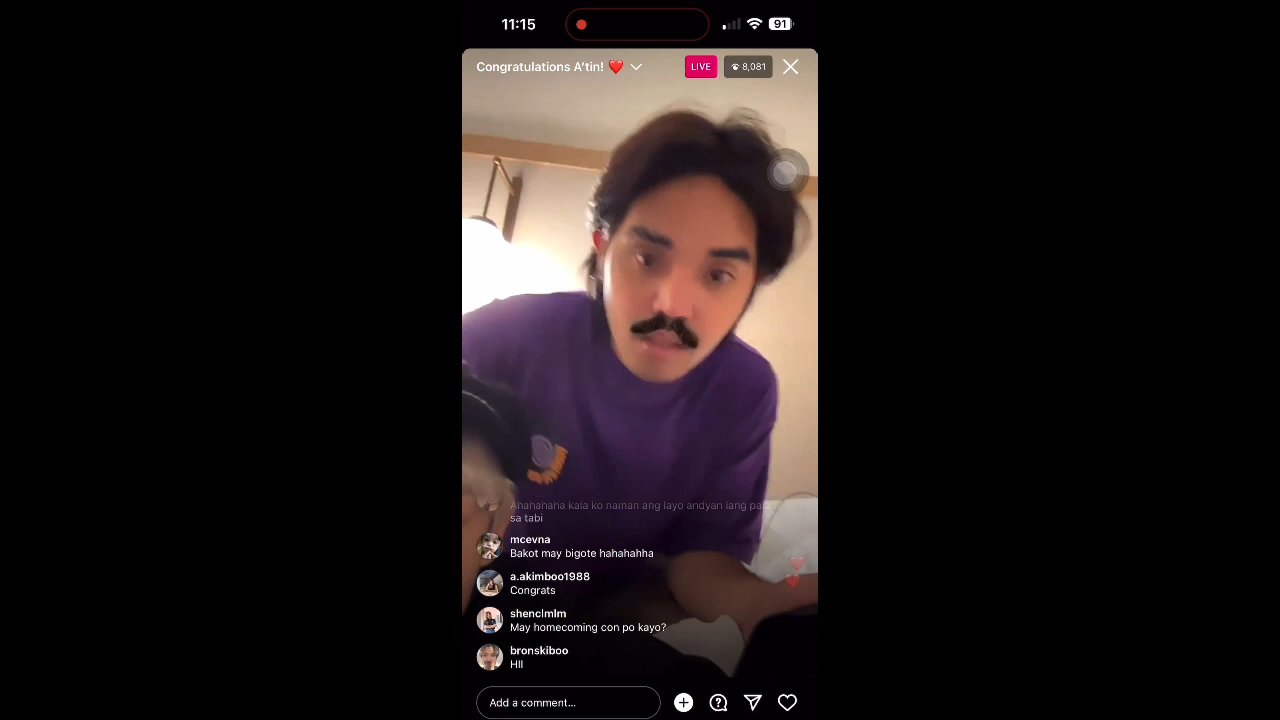 11:15
91
Congratulations A'tin! ❤️
LIVE
8,081
Ahahahaha kala ko naman ang layo andyan lang pala
sa tabi
mcevna
Bakot may bigote hahahahha
a.akimboo1988
Congrats
shenclmlm
May homecoming con po kayo?
bronskiboo
HII
Add a comment...